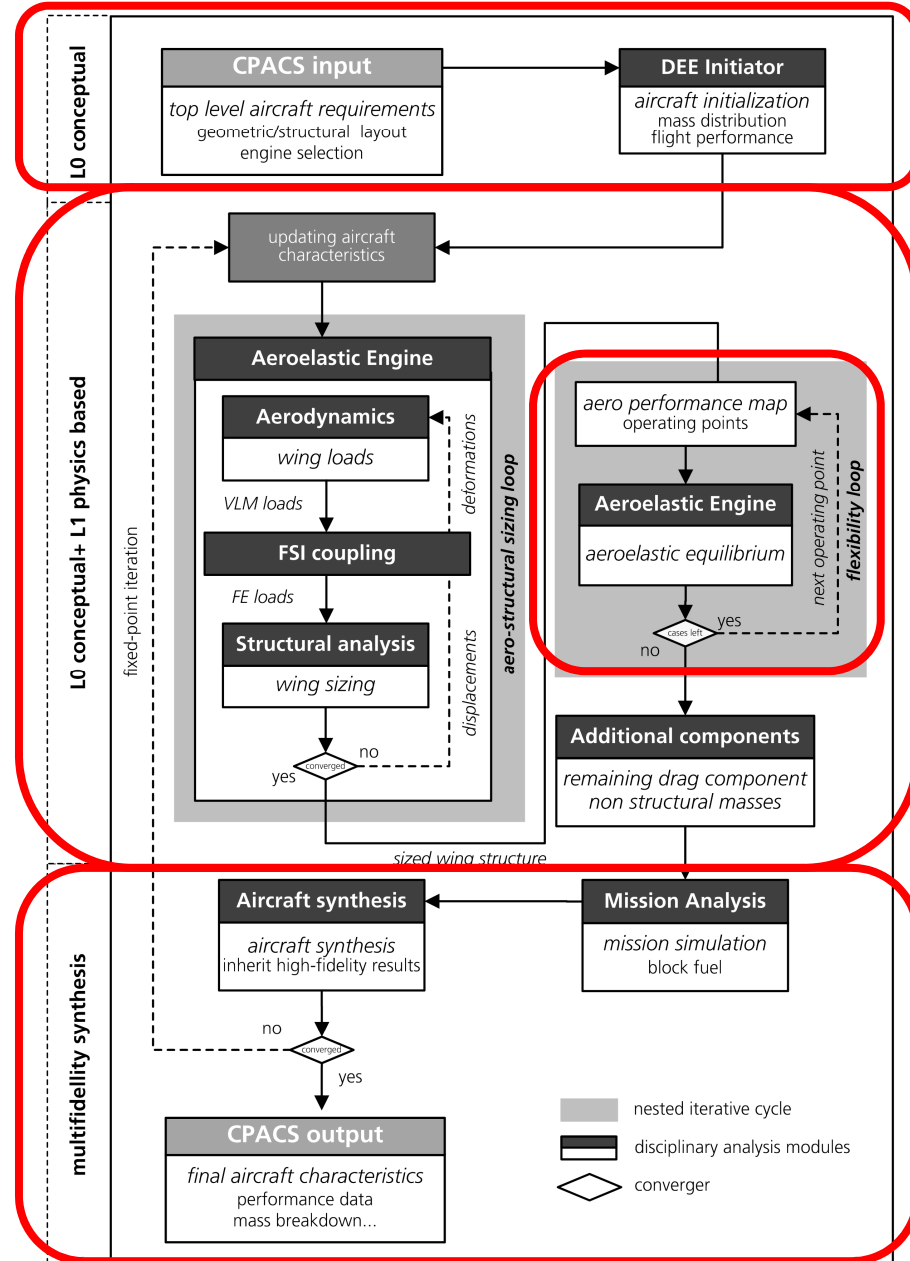 L0 conceptual
CPACS input
top level aircraft requirements
geometric/structural layout
engine selection
DEE Initiator
aircraft initialization
mass distribution
flight performance
L0 conceptual+ L1 physics based
updating aircraft
characteristics
fixed-point iteration
Aeroelastic Engine
Aerodynamics
wing loads
VLM loads
deformations
FSI coupling
FE loads
Structural analysis
wing sizing
displacements
converged
no
yes
aero-structural sizing loop
sized wing structure
aero performance map
operating points
Aeroelastic Engine
aeroelastic equilibrium
cases left
yes
no
next operating point
flexibility loop
Additional components
remaining drag component
non structural masses
multifidellity synthesis
Aircraft synthesis
aircraft synthesis
inherit high-fidelity results
Mission Analysis
mission simulation
block fuel
no
converged
yes
CPACS output
final aircraft characteristics
performance data
mass breakdown...
nested iterative cycle
disciplinary analysis modules
converger